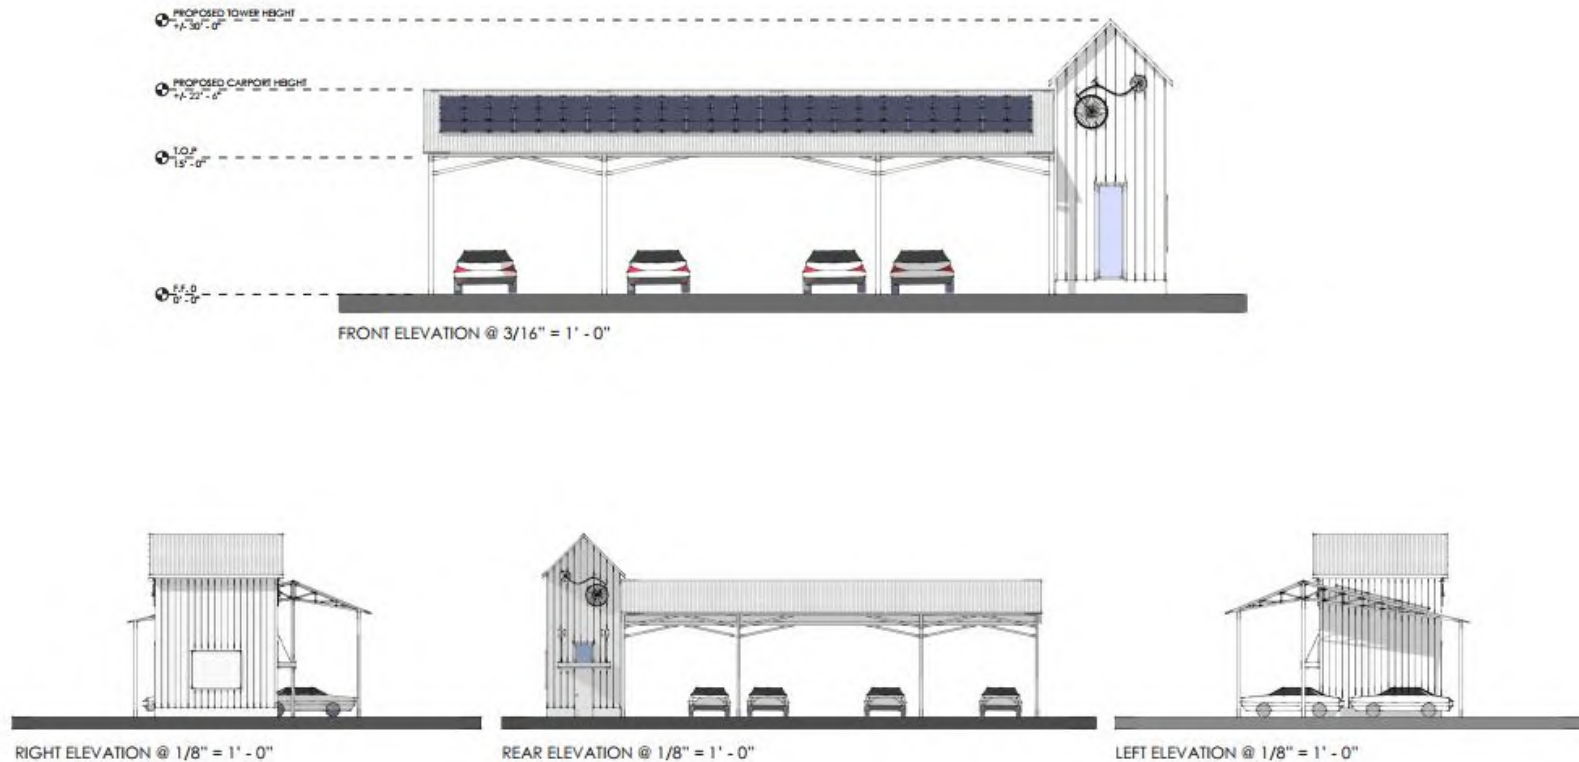 PROPOSED TOWER HEIGHT
+/- 30' - 0"
PROPOSED CARPORT HEIGHT
+/- 22' - 6"
T.O.P
15' - 0"
F.F. 0
0' - 0"
FRONT ELEVATION @ 3/16" = 1' - 0"
RIGHT ELEVATION @ 1/8" = 1' - 0"
REAR ELEVATION @ 1/8" = 1' - 0"
LEFT ELEVATION @ 1/8" = 1' - 0"